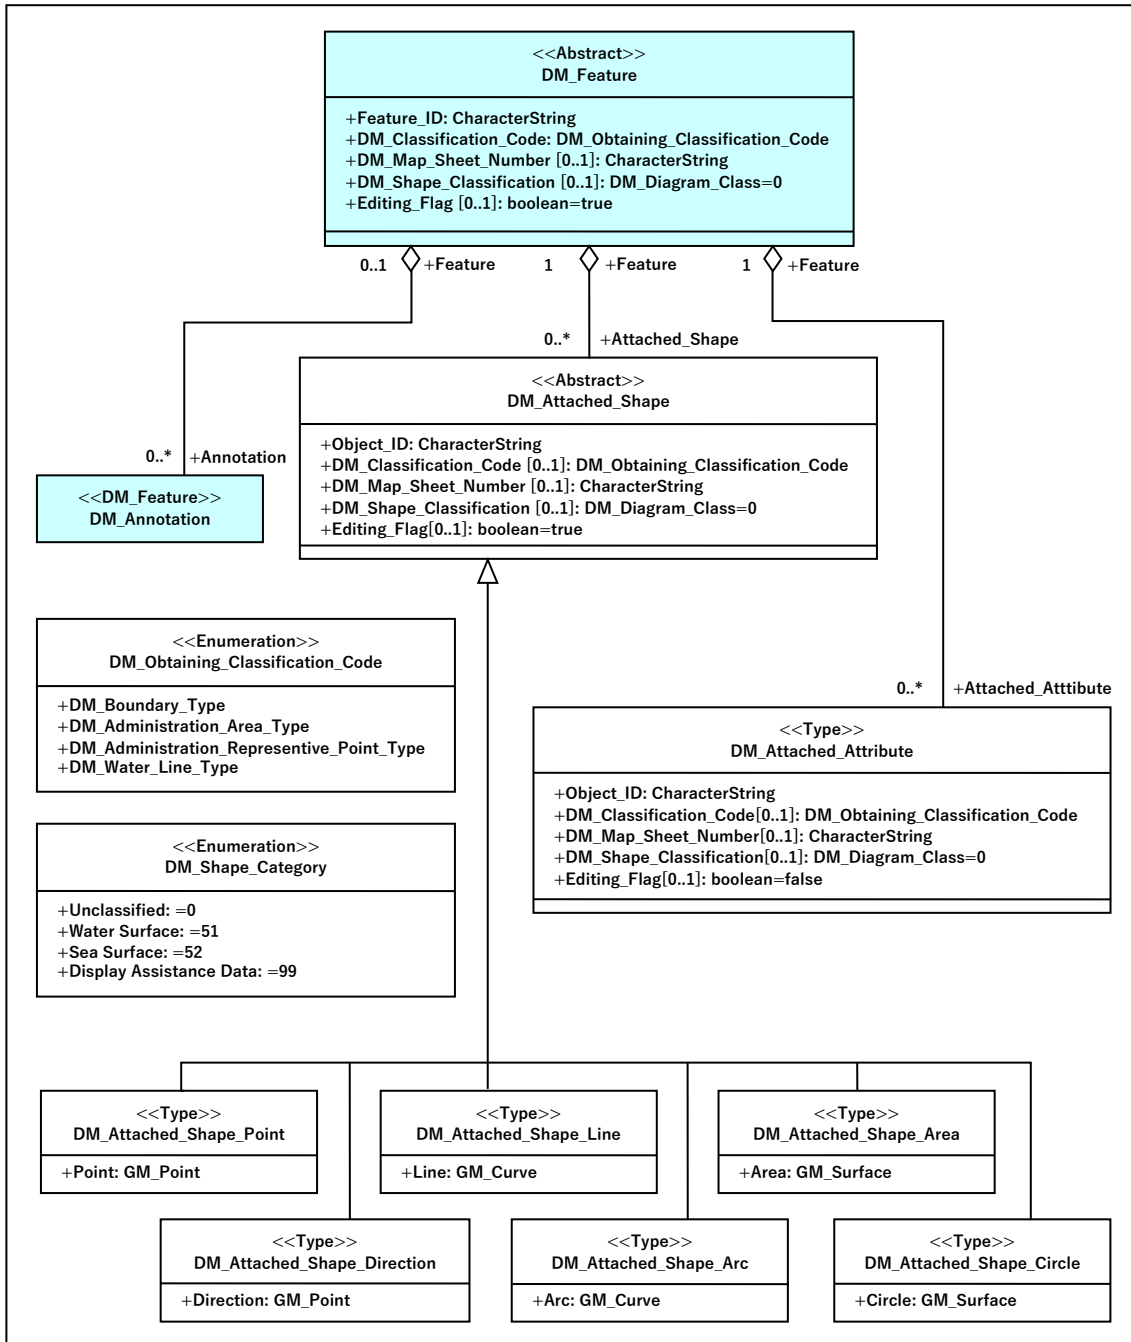 <<Abstract>>
DM_Feature
+Feature_ID: CharacterString
+DM_Classification_Code: DM_Obtaining_Classification_Code
+DM_Map_Sheet_Number [0..1]: CharacterString
+DM_Shape_Classification [0..1]: DM_Diagram_Class=0
+Editing_Flag [0..1]: boolean=true
0..1 +Feature 1 +Feature 1 +Feature
0..* +Attached_Shape
<<Abstract>>
DM_Attached_Shape
+Object_ID: CharacterString
+DM_Classification_Code [0..1]: DM_Obtaining_Classification_Code
+DM_Map_Sheet_Number [0..1]: CharacterString
+DM_Shape_Classification [0..1]: DM_Diagram_Class=0
+Editing_Flag[0..1]: boolean=true
0..* +Annotation
<<DM_Feature>>
DM_Annotation
<<Enumeration>>
DM_Obtaining_Classification_Code
+DM_Boundary_Type
+DM_Administration_Area_Type
+DM_Administration_Representive_Point_Type
+DM_Water_Line_Type
0..* +Attached_Atttibute
<<Type>>
DM_Attached_Attribute
+Object_ID: CharacterString
+DM_Classification_Code[0..1]: DM_Obtaining_Classification_Code
+DM_Map_Sheet_Number[0..1]: CharacterString
+DM_Shape_Classification[0..1]: DM_Diagram_Class=0
+Editing_Flag[0..1]: boolean=false
<<Enumeration>>
DM_Shape_Category
+Unclassified: =0
+Water Surface: =51
+Sea Surface: =52
+Display Assistance Data: =99
<<Type>>
DM_Attached_Shape_Point
+Point: GM_Point
<<Type>>
DM_Attached_Shape_Line
+Line: GM_Curve
<<Type>>
DM_Attached_Shape_Area
+Area: GM_Surface
<<Type>>
DM_Attached_Shape_Direction
+Direction: GM_Point
<<Type>>
DM_Attached_Shape_Arc
+Arc: GM_Curve
<<Type>>
DM_Attached_Shape_Circle
+Circle: GM_Surface